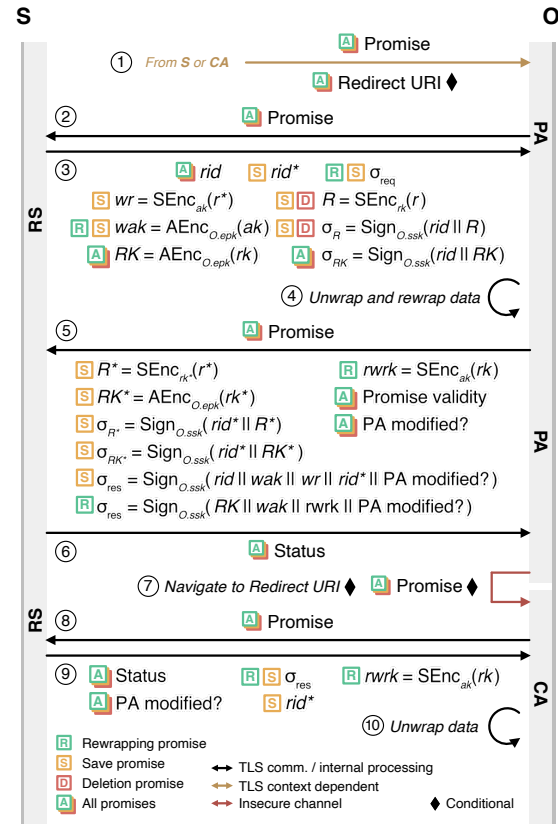 S O
① From S or CA A Promise
A Redirect URI ♦
② A Promise
PA
③ A rid S rid* R S σreq
S wr = SEncak(r*) S D R = SEncrk(r)
RS
R S wak = AEncO.epk(ak) S D σR = SignO.ssk(rid || R)
A RK = AEncO.epk(rk) A σRK = SignO.ssk(rid || RK)
④ Unwrap and rewrap data
⑤ A Promise
S R* = SEncrk*(r*) R rwrk = SEncak(rk)
S RK* = AEncO.epk(rk*) A Promise validity
S σR* = SignO.ssk(rid* || R*) A PA modified?
PA
S σRK* = SignO.ssk(rid* || RK*)
S σres = SignO.ssk(rid || wak || wr || rid* || PA modified?)
R σres = SignO.ssk(RK || wak || rwrk || PA modified?)
⑥ A Status
⑦ Navigate to Redirect URI ♦ A Promise ♦
RS
⑧ A Promise
⑨ A Status R S σres R rwrk = SEncak(rk)
CA
A PA modified? S rid*
⑩ Unwrap data
R Rewrapping promise
S Save promise TLS comm. / internal processing
D Deletion promise TLS context dependent
A All promises Insecure channel ♦ Conditional